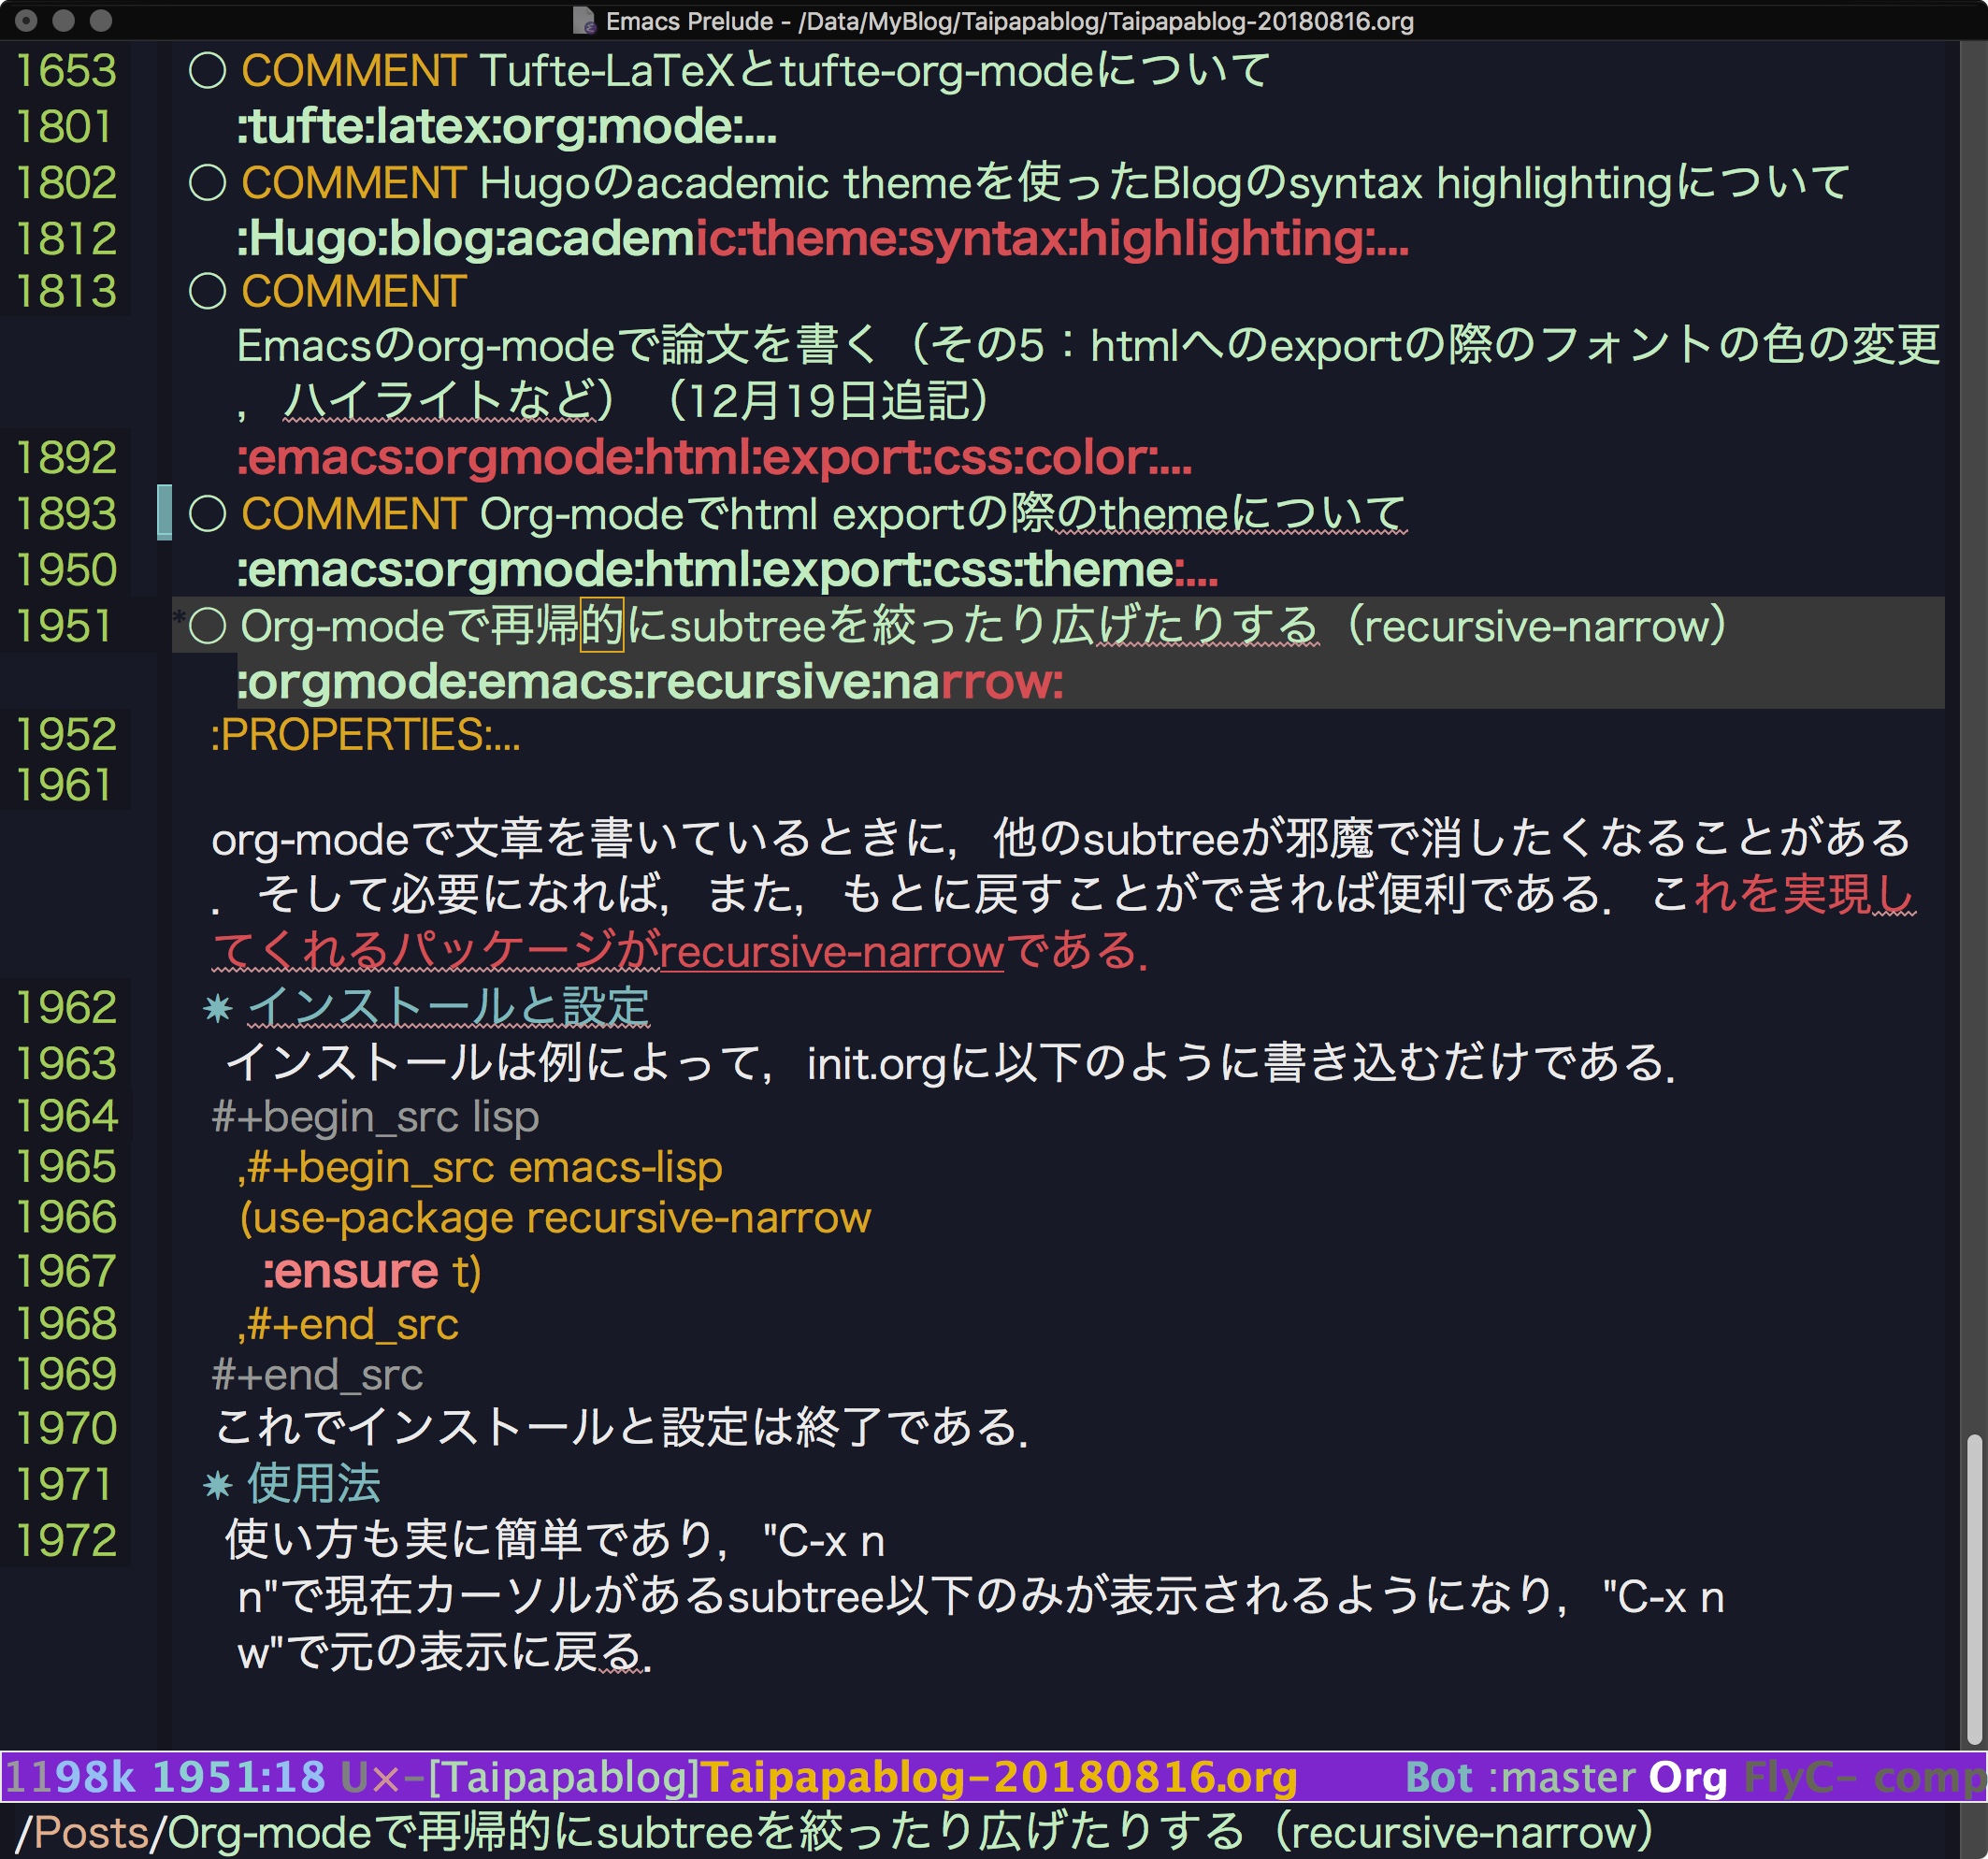 Emacs Prelude - /Data/MyBlog/Taipapablog/Taipapablog-20180816.org
1653 ○ COMMENT Tufte-LaTeXとtufte-org-modeについて
1801 :tufte:latex:org:mode:...
1802 ○ COMMENT Hugoのacademic themeを使ったBlogのsyntax highlightingについて
1812 :Hugo:blog:academic:theme:syntax:highlighting:...
1813 ○ COMMENT
Emacsのorg-modeで論文を書く（その5：htmlへのexportの際のフォントの色の変更
，ハイライトなど）（12月19日追記）
1892 :emacs:orgmode:html:export:css:color:...
1893 ○ COMMENT Org-modeでhtml exportの際のthemeについて
1950 :emacs:orgmode:html:export:css:theme:...
1951 *○ Org-modeで再帰的にsubtreeを絞ったり広げたりする（recursive-narrow）
:orgmode:emacs:recursive:narrow:
1952 :PROPERTIES:...
1961
org-modeで文章を書いているときに，他のsubtreeが邪魔で消したくなることがある
．そして必要になれば，また，もとに戻すことができれば便利である．これを実現し
てくれるパッケージがrecursive-narrowである．
1962 ✷ インストールと設定
1963 インストールは例によって，init.orgに以下のように書き込むだけである．
1964 #+begin_src lisp
1965 ,#+begin_src emacs-lisp
1966 (use-package recursive-narrow
1967 :ensure t)
1968 ,#+end_src
1969 #+end_src
1970 これでインストールと設定は終了である．
1971 ✷ 使用法
1972 使い方も実に簡単であり，"C-x n
n"で現在カーソルがあるsubtree以下のみが表示されるようになり，"C-x n
w"で元の表示に戻る．
1198k 1951:18 U×-[Taipapablog]Taipapablog-20180816.org Bot :master Org FlyC- comp
/Posts/Org-modeで再帰的にsubtreeを絞ったり広げたりする（recursive-narrow）